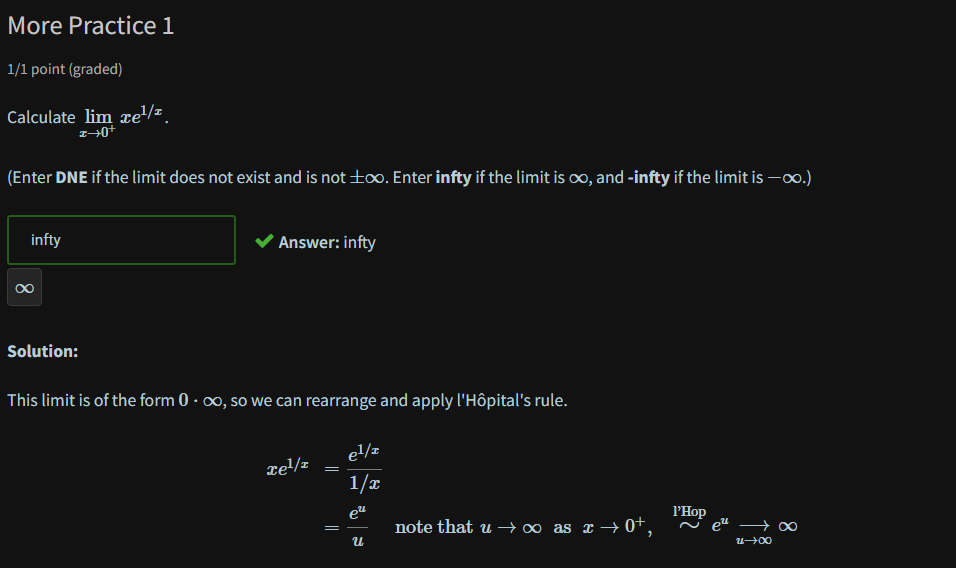 More Practice 1
1/1 point (graded)
Calculate lim x→0⁺ xe^{1/x}.
(Enter DNE if the limit does not exist and is not ±∞. Enter infty if the limit is ∞, and -infty if the limit is −∞.)
infty
Answer: infty
∞
Solution:
This limit is of the form 0 · ∞, so we can rearrange and apply l'Hôpital's rule.
xe^{1/x} = e^{1/x} / 1/x
= e^u / u note that u → ∞ as x → 0⁺, l'Hop ~ e^u → u→∞ ∞